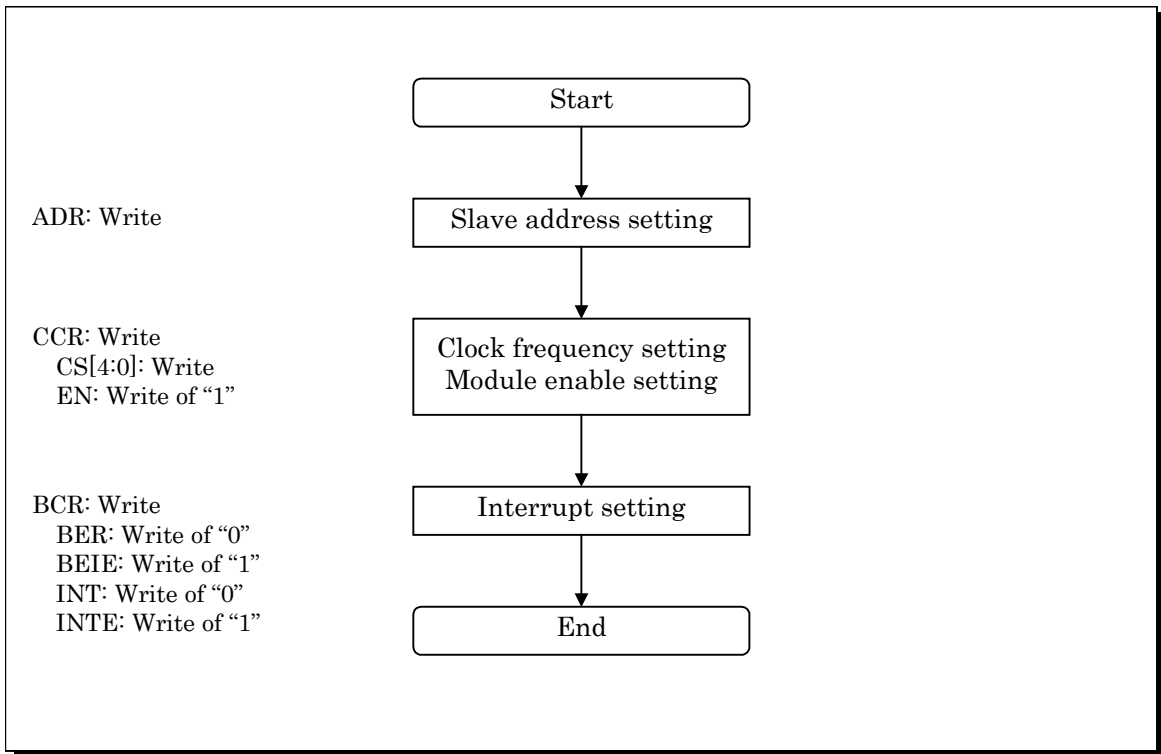 Start
ADR: Write
Slave address setting
CCR: Write
CS[4:0]: Write
EN: Write of “1”
Clock frequency setting
Module enable setting
BCR: Write
BER: Write of “0”
BEIE: Write of “1”
INT: Write of “0”
INTE: Write of “1”
Interrupt setting
End